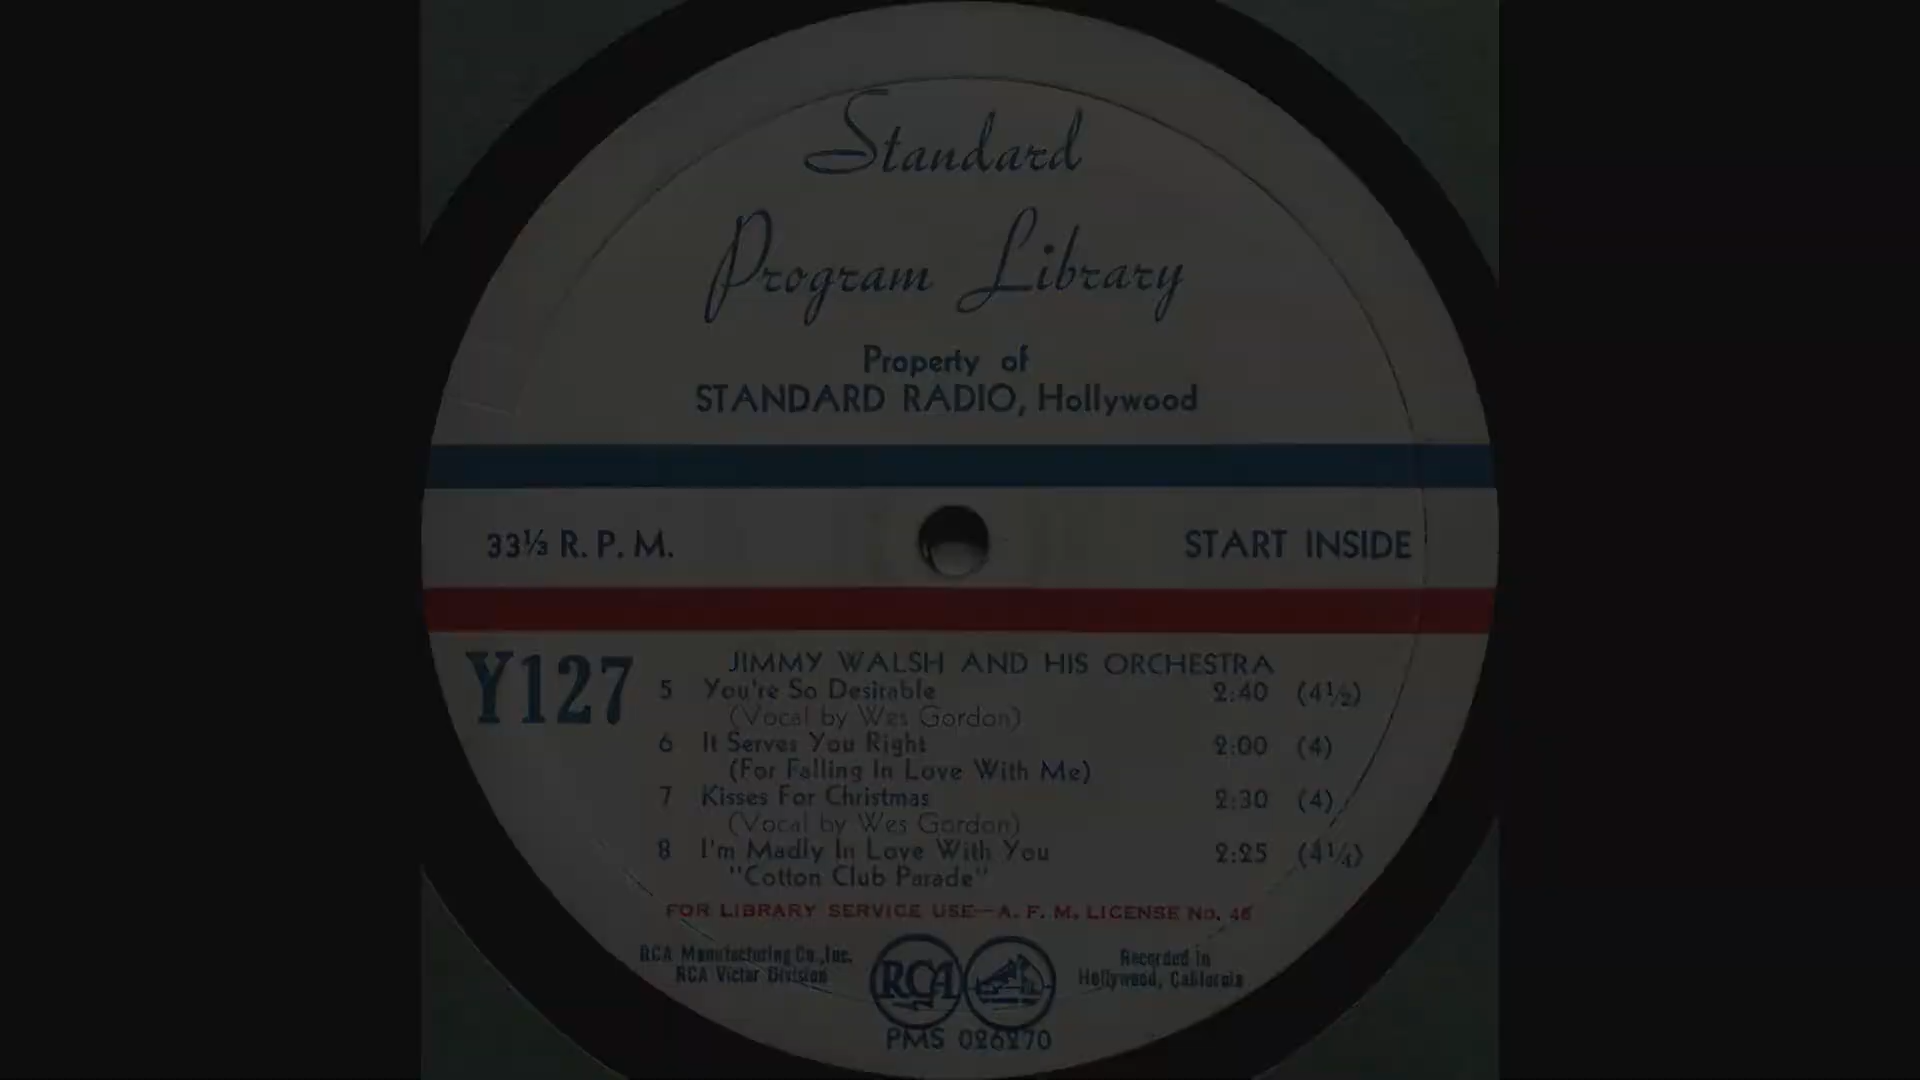 Standard
Program Library
Property of
STANDARD RADIO, Hollywood
33⅓ R. P. M.
START INSIDE
Y127
JIMMY WALSH AND HIS ORCHESTRA
5 You're So Desirable 2:40 (4½)
(Vocal by Wes Gordon)
6 It Serves You Right 2:00 (4)
(For Falling In Love With Me)
7 Kisses For Christmas 2:30 (4)
(Vocal by Wes Gordon)
8 I'm Madly In Love With You 2:25 (4¼)
"Cotton Club Parade"
FOR LIBRARY SERVICE USE—A. F. M. LICENSE No. 46
RCA Manufacturing Co., Inc.
RCA Victor Division
RCA
Recorded in
Hollywood, California
PMS 026270